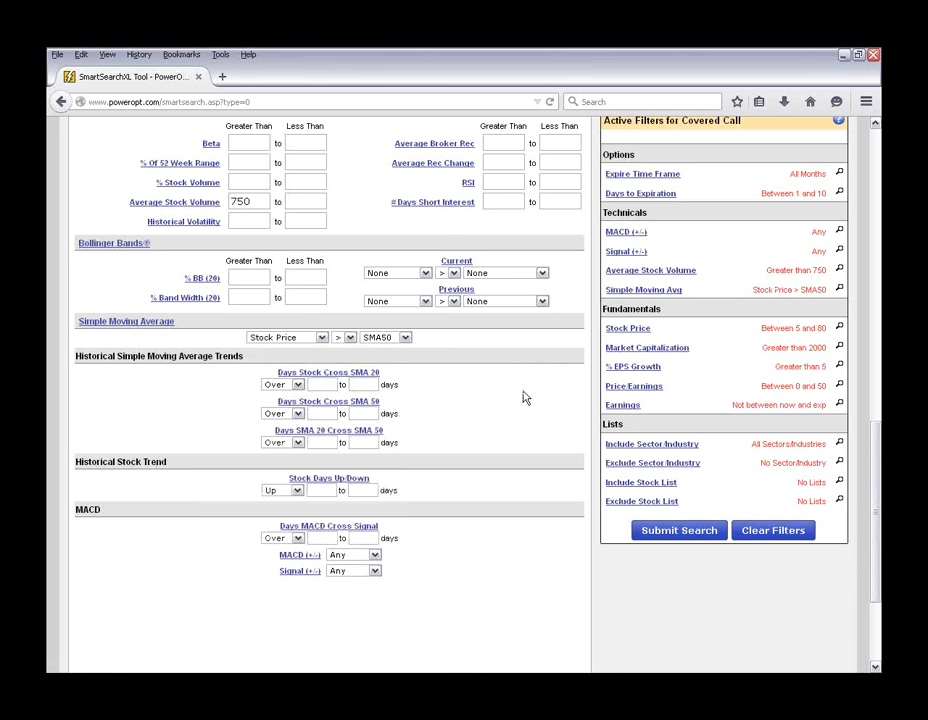 File Edit View History Bookmarks Tools Help
SmartSearchXL Tool - PowerO... × +
www.poweropt.com/smartsearch.asp?type=0 Search
Greater Than Less Than Greater Than Less Than
Beta to Average Broker Rec to
% Of 52 Week Range to Average Rec Change to
% Stock Volume to RSI to
Average Stock Volume 750 to # Days Short Interest to
Historical Volatility to
Bollinger Bands®
Greater Than Less Than Current
% BB (20) to None > None
Previous
% Band Width (20) to None > None
Simple Moving Average
Stock Price > SMA50
Historical Simple Moving Average Trends
Days Stock Cross SMA 20
Over to days
Days Stock Cross SMA 50
Over to days
Days SMA 20 Cross SMA 50
Over to days
Historical Stock Trend
Stock Days Up/Down
Up to days
MACD
Days MACD Cross Signal
Over to days
MACD (+/-) Any
Signal (+/-) Any
Active Filters for Covered Call ?
Options
Expire Time Frame All Months
Days to Expiration Between 1 and 10
Technicals
MACD (+/-) Any
Signal (+/-) Any
Average Stock Volume Greater than 750
Simple Moving Avg Stock Price > SMA50
Fundamentals
Stock Price Between 5 and 80
Market Capitalization Greater than 2000
% EPS Growth Greater than 5
Price/Earnings Between 0 and 50
Earnings Not between now and exp
Lists
Include Sector/Industry All Sectors/Industries
Exclude Sector/Industry No Sector/Industry
Include Stock List No Lists
Exclude Stock List No Lists
Submit Search Clear Filters